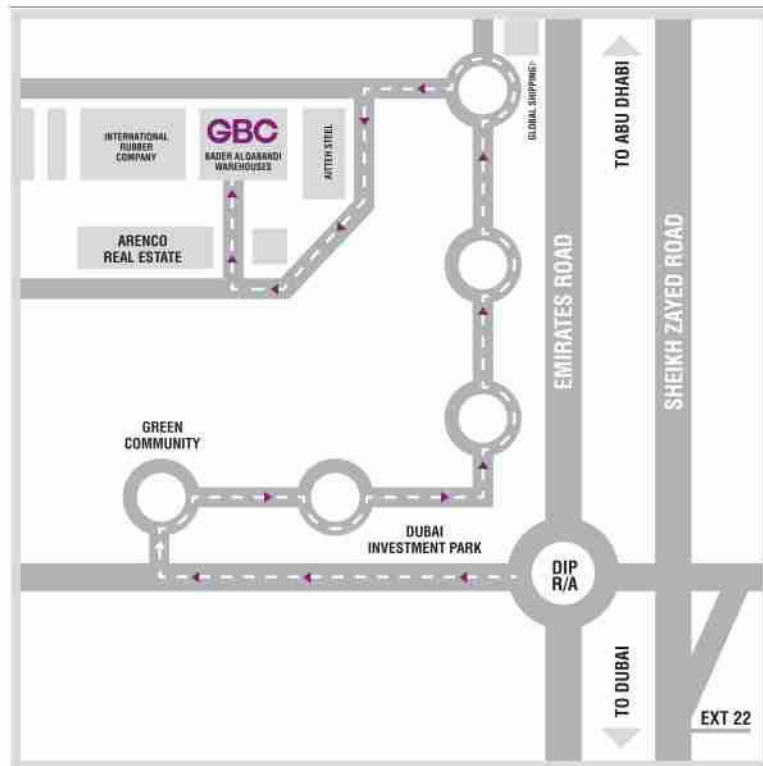 GLOBAL SHIPPING
TO ABU DHABI
INTERNATIONAL
RUBBER
COMPANY
GBC
BADER ALQABANDI
WAREHOUSES
AITTEH STEEL
ARENCO
REAL ESTATE
EMIRATES ROAD
SHEIKH ZAYED ROAD
GREEN
COMMUNITY
DUBAI
INVESTMENT PARK
DIP
R/A
TO DUBAI
EXT 22